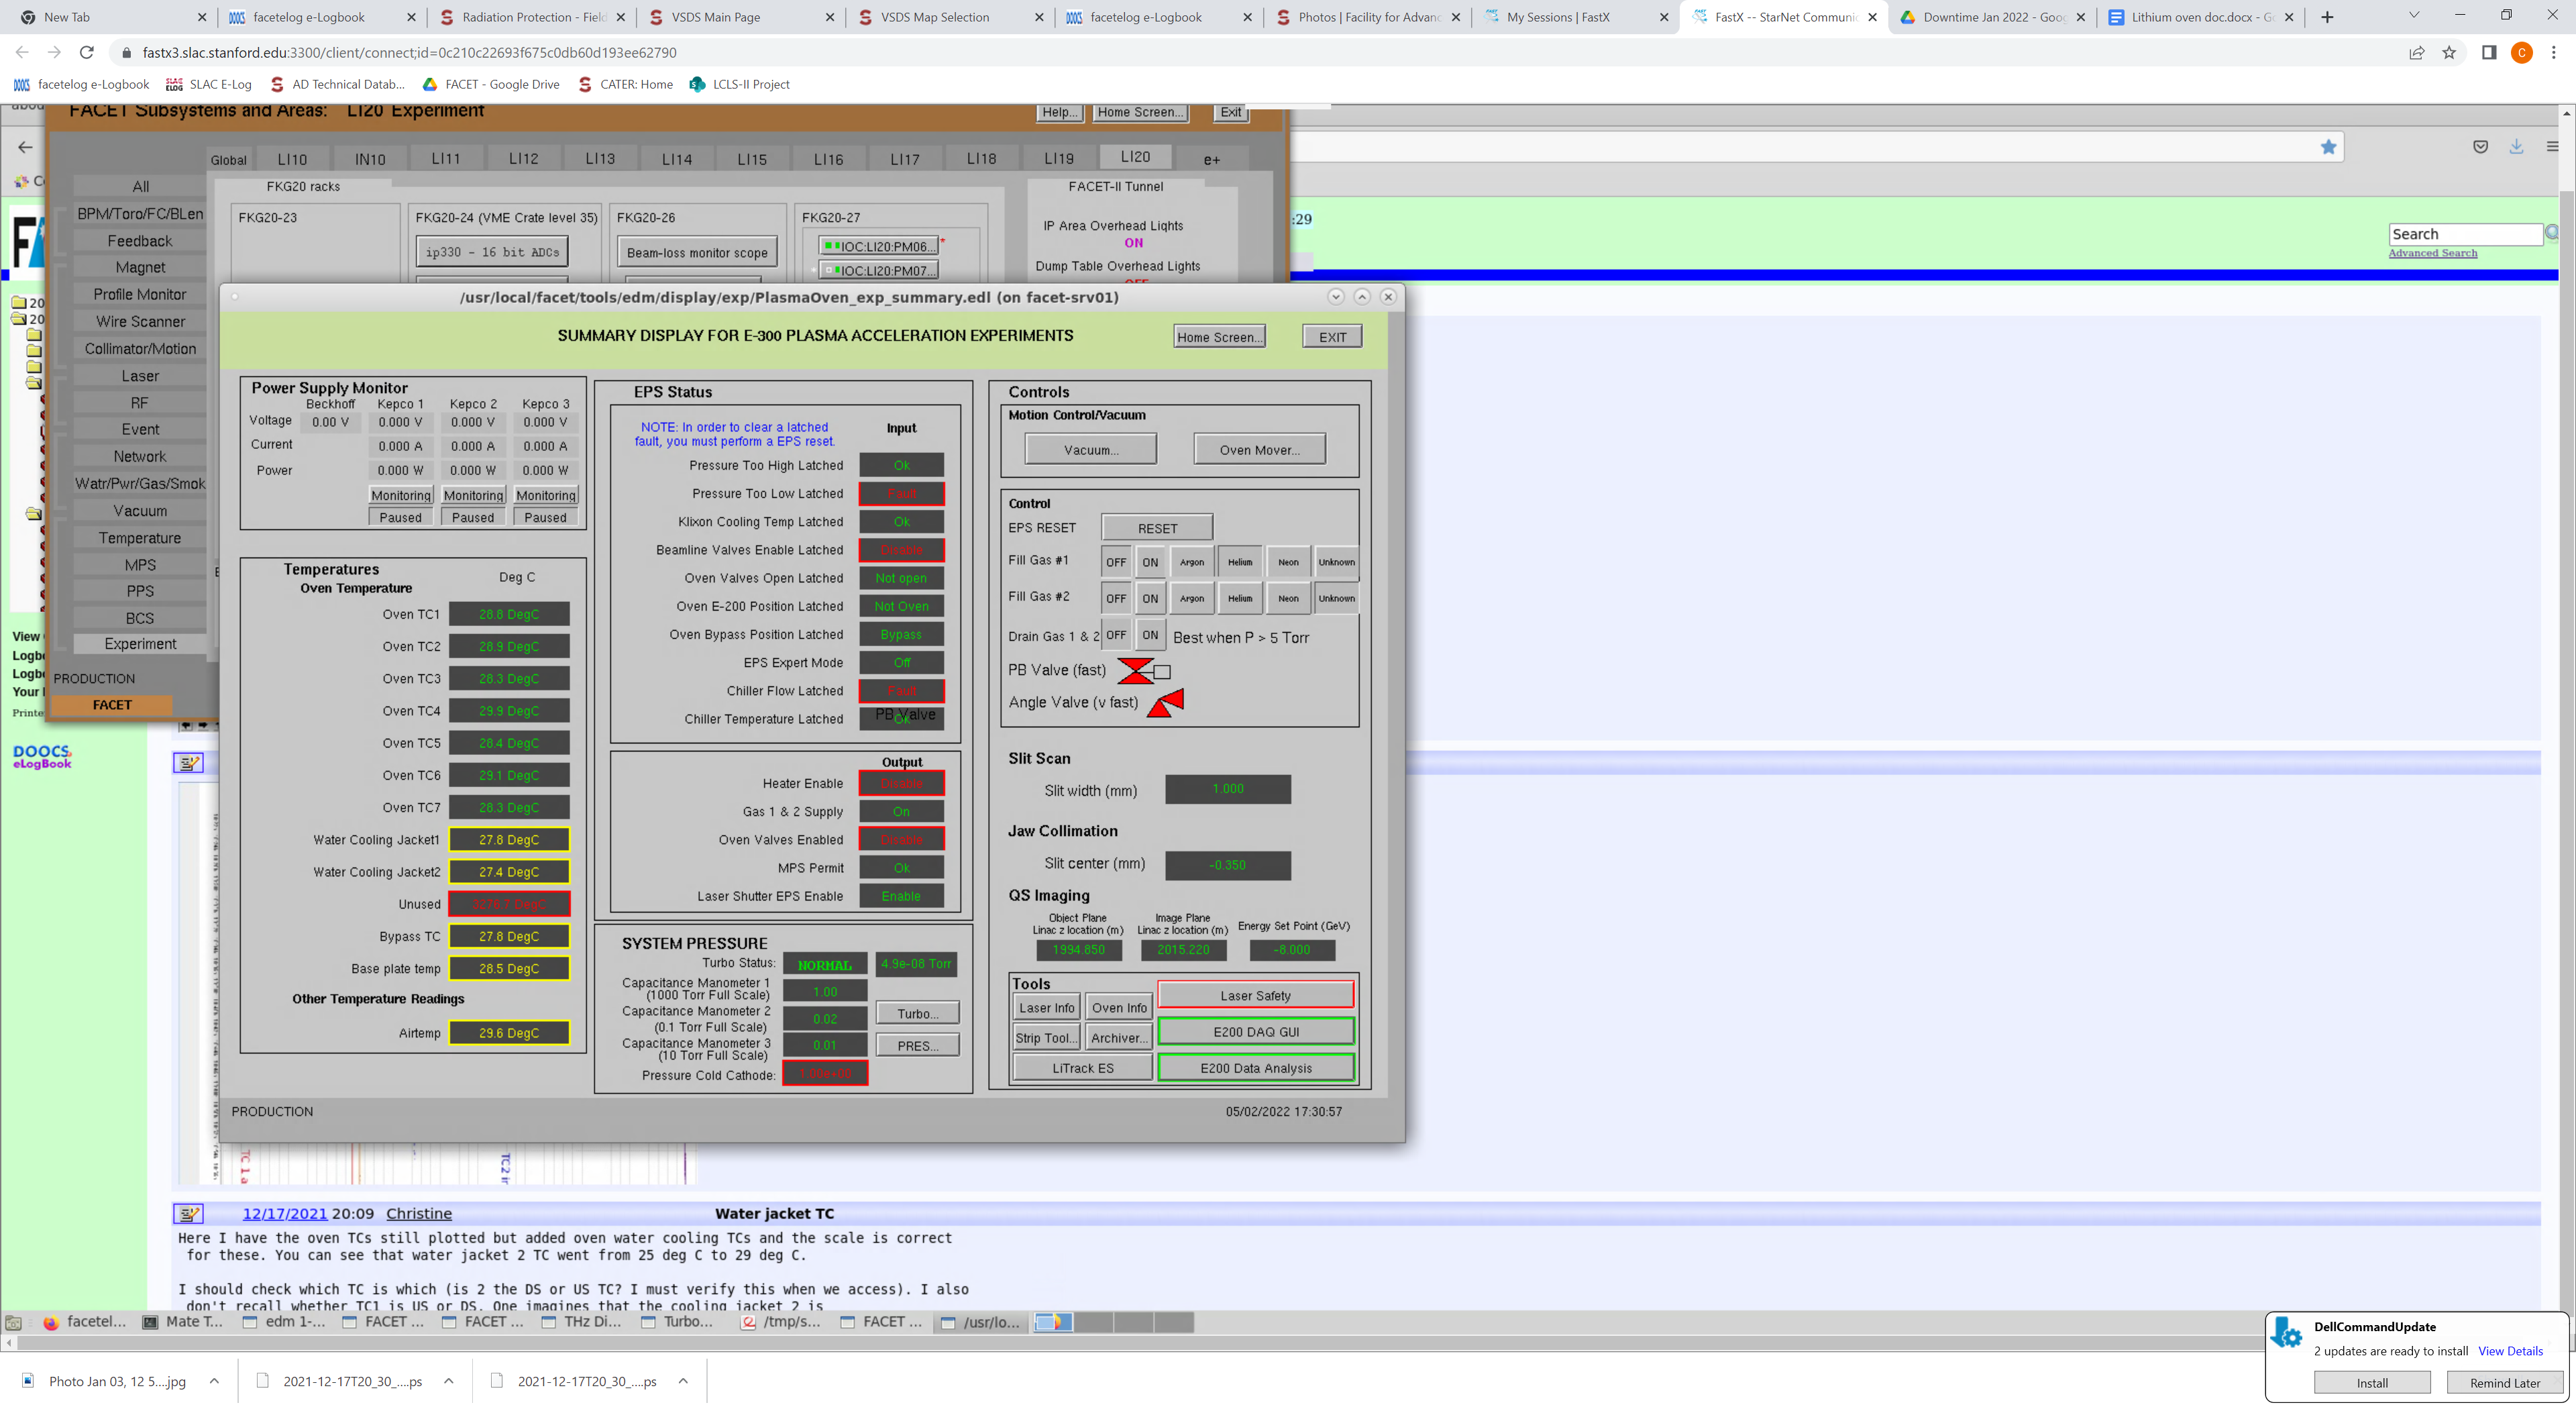 New Tab
facetelog e-Logbook
Radiation Protection - Field
VSDS Main Page
VSDS Map Selection
facetelog e-Logbook
Photos | Facility for Advanc
My Sessions | FastX
FastX -- StarNet Communic
Downtime Jan 2022 - Goog
Lithium oven doc.docx - G
fastx3.slac.stanford.edu:3300/client/connect;id=0c210c22693f675c0db60d193ee62790
facetelog e-Logbook SLAC E-Log AD Technical Datab... FACET - Google Drive CATER: Home LCLS-II Project
FACET Subsystems and Areas: LI20 Experiment
Help... Home Screen... Exit
Global LI10 IN10 LI11 LI12 LI13 LI14 LI15 LI16 LI17 LI18 LI19 LI20 e+
All
BPM/Toro/FC/BLen
Feedback
Magnet
Profile Monitor
Wire Scanner
Collimator/Motion
Laser
RF
Event
Network
Watr/Pwr/Gas/Smok
Vacuum
Temperature
MPS
PPS
BCS
Experiment
PRODUCTION
FACET
FKG20 racks
FKG20-23
FKG20-24 (VME Crate level 35)
ip330 - 16 bit ADCs
FKG20-26
Beam-loss monitor scope
FKG20-27
IOC:LI20:PM06...*
IOC:LI20:PM07...
FACET-II Tunnel
IP Area Overhead Lights
ON
Dump Table Overhead Lights
:29
Search
Advanced Search
/usr/local/facet/tools/edm/display/exp/PlasmaOven_exp_summary.edl (on facet-srv01)
SUMMARY DISPLAY FOR E-300 PLASMA ACCELERATION EXPERIMENTS
Home Screen... EXIT
Power Supply Monitor
Beckhoff Kepco 1 Kepco 2 Kepco 3
Voltage 0.00 V 0.000 V 0.000 V 0.000 V
Current 0.000 A 0.000 A 0.000 A
Power 0.000 W 0.000 W 0.000 W
Monitoring Monitoring Monitoring
Paused Paused Paused
Temperatures
Deg C
Oven Temperature
Oven TC1 28.8 DegC
Oven TC2 28.9 DegC
Oven TC3 28.3 DegC
Oven TC4 29.9 DegC
Oven TC5 28.4 DegC
Oven TC6 29.1 DegC
Oven TC7 28.3 DegC
Water Cooling Jacket1 27.8 DegC
Water Cooling Jacket2 27.4 DegC
Unused
Bypass TC 27.8 DegC
Base plate temp 28.5 DegC
Other Temperature Readings
Airtemp 29.6 DegC
EPS Status
NOTE: In order to clear a latched
fault, you must perform a EPS reset.
Input
Pressure Too High Latched Ok
Pressure Too Low Latched Fault
Klixon Cooling Temp Latched Ok
Beamline Valves Enable Latched Disable
Oven Valves Open Latched Not open
Oven E-200 Position Latched Not Oven
Oven Bypass Position Latched Bypass
EPS Expert Mode Off
Chiller Flow Latched Fault
PB Valve
Chiller Temperature Latched Ok
Output
Heater Enable Disable
Gas 1 & 2 Supply On
Oven Valves Enabled Disable
MPS Permit Ok
Laser Shutter EPS Enable Enable
SYSTEM PRESSURE
Turbo Status: NORMAL 4.9e-08 Torr
Capacitance Manometer 1
(1000 Torr Full Scale) 1.00
Capacitance Manometer 2
(0.1 Torr Full Scale) 0.02
Turbo...
Capacitance Manometer 3
(10 Torr Full Scale) 0.01
PRES...
Pressure Cold Cathode:
Controls
Motion Control/Vacuum
Vacuum... Oven Mover...
Control
EPS RESET RESET
Fill Gas #1 OFF ON Argon Helium Neon Unknown
Fill Gas #2 OFF ON Argon Helium Neon Unknown
Drain Gas 1 & 2 OFF ON Best when P > 5 Torr
PB Valve (fast)
Angle Valve (v fast)
Slit Scan
Slit width (mm) 1.000
Jaw Collimation
Slit center (mm) -0.350
QS Imaging
Object Plane Image Plane
Linac z location (m) Linac z location (m) Energy Set Point (GeV)
1994.850 2015.220 -8.000
Tools
Laser Info Oven Info Laser Safety
Strip Tool... Archiver... E200 DAQ GUI
LiTrack ES E200 Data Analysis
PRODUCTION
05/02/2022 17:30:57
View
Logb
Logb
Your
Printe
DOOCS
eLogBook
TC 1 a
TC2 ir
12/17/2021 20:09 Christine Water jacket TC
Here I have the oven TCs still plotted but added oven water cooling TCs and the scale is correct
for these. You can see that water jacket 2 TC went from 25 deg C to 29 deg C.
I should check which TC is which (is 2 the DS or US TC? I must verify this when we access). I also
don't recall whether TC1 is US or DS. One imagines that the cooling jacket 2 is
facetel... Mate T... edm 1-... FACET ... FACET ... THz Di... Turbo... /tmp/s... FACET ... /usr/lo...
DellCommandUpdate
2 updates are ready to install View Details
Install Remind Later
Photo Jan 03, 12 5....jpg 2021-12-17T20_30_....ps 2021-12-17T20_30_....ps